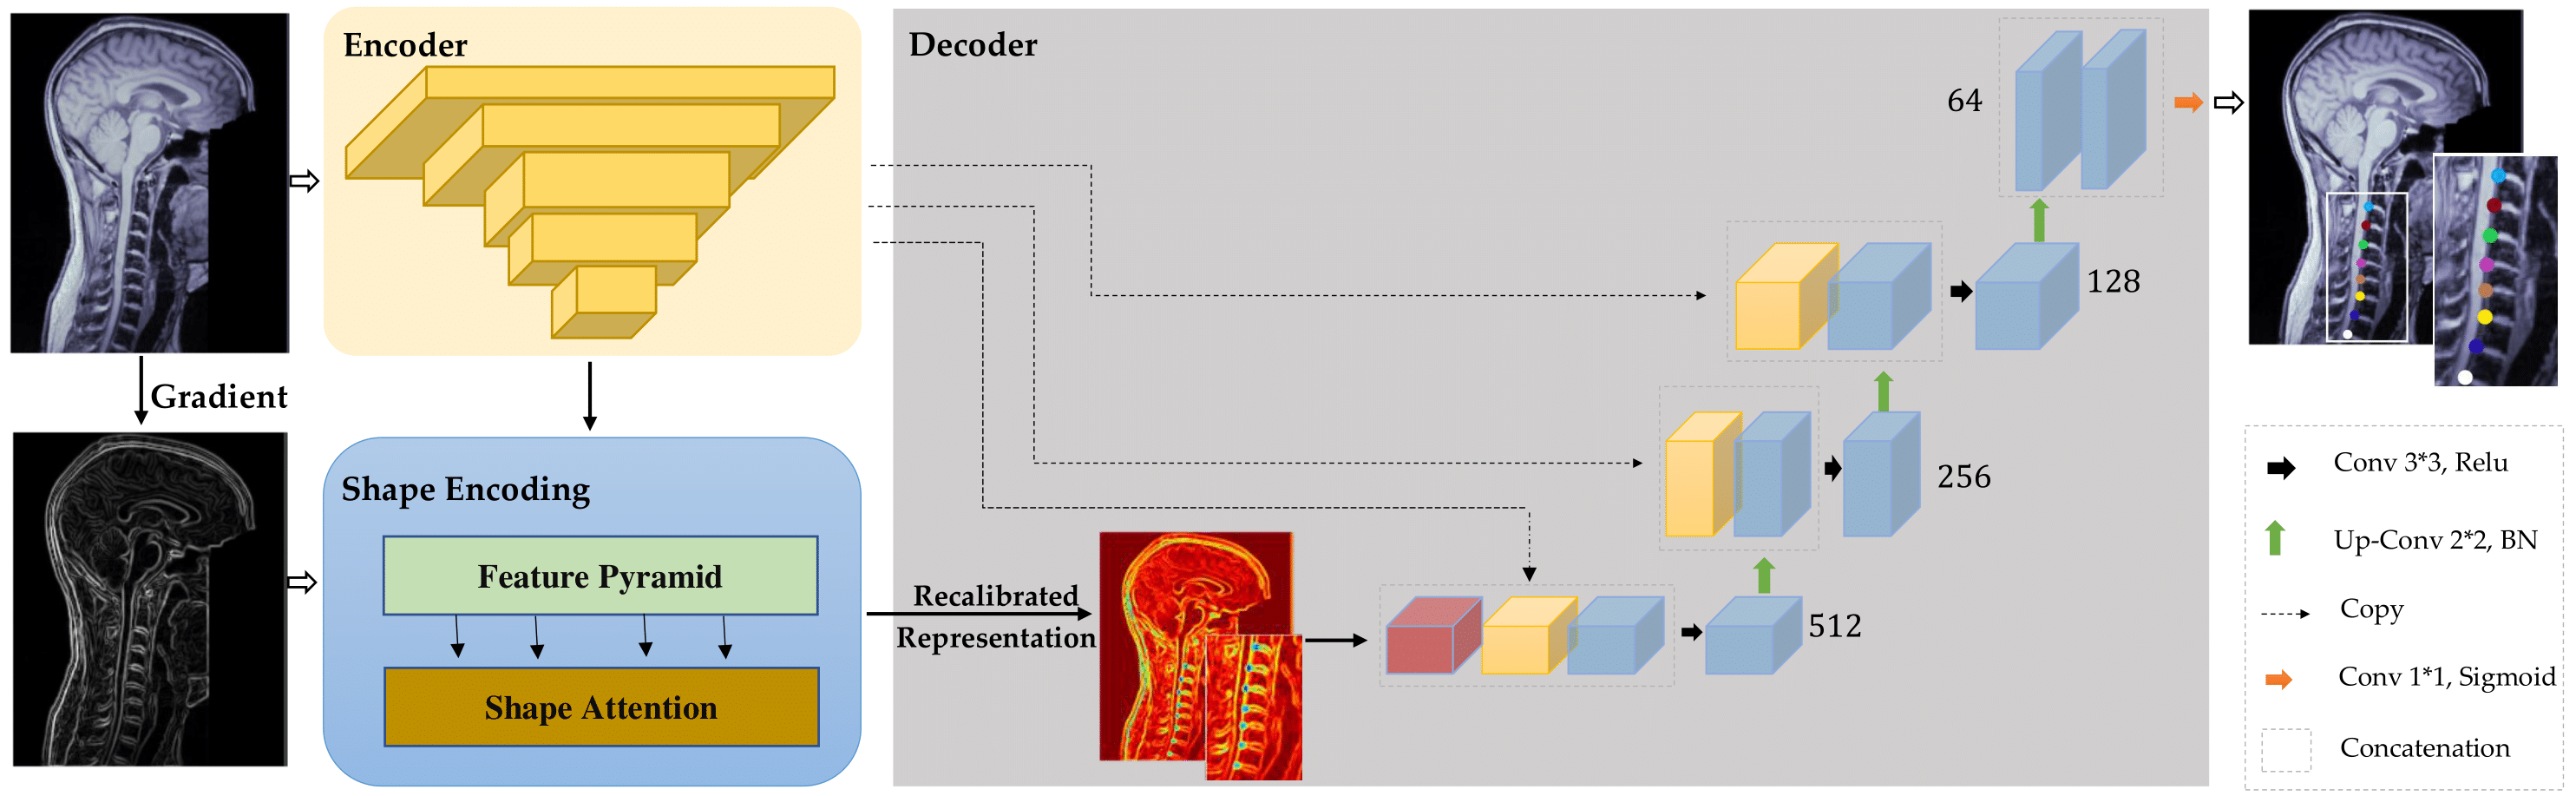 Encoder
Decoder
64
128
Gradient
256
Shape Encoding
Feature Pyramid
Shape Attention
Recalibrated
Representation
512
Conv 3*3, Relu
Up-Conv 2*2, BN
Copy
Conv 1*1, Sigmoid
Concatenation